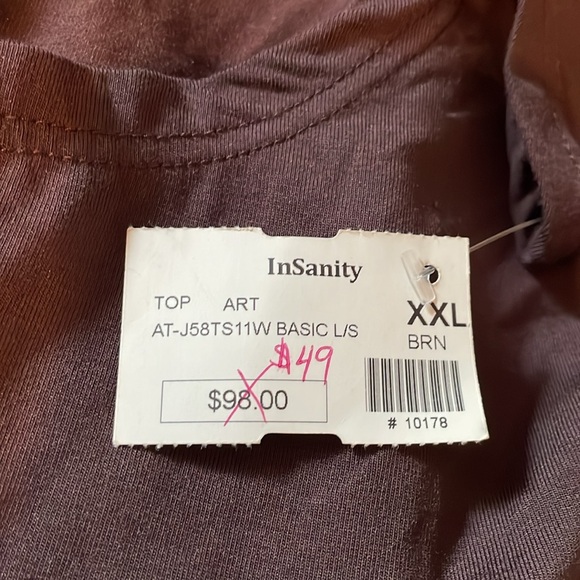 InSanity
TOP ART XXL
AT-J58TS11W BASIC L/S BRN
$49
$98.00
# 10178